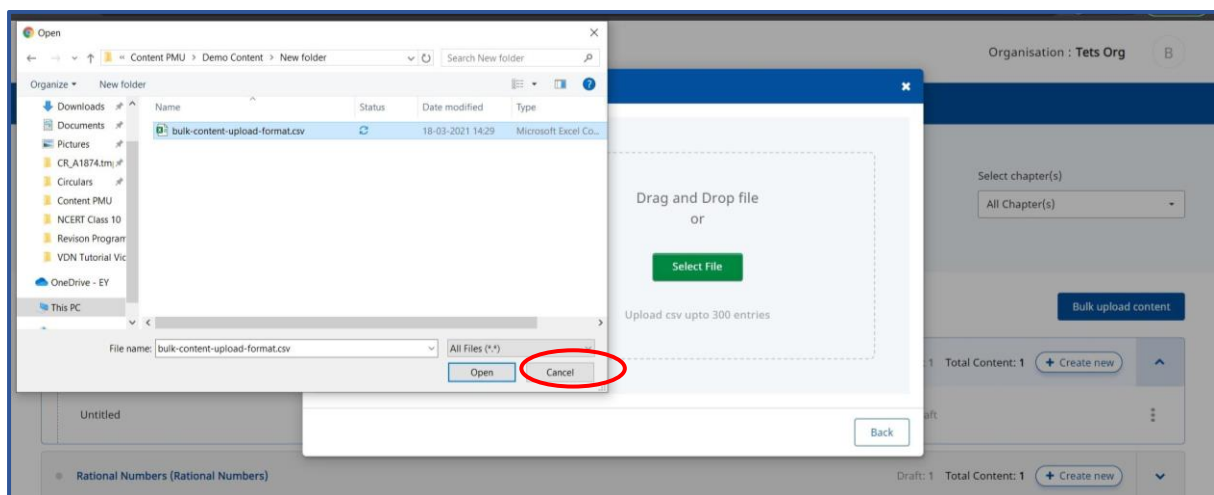 Open
Organisation : Tets Org
B
« Content PMU > Demo Content > New folder
Search New folder
Organize
New folder
Name
Status
Date modified
Type
Downloads
Documents
Pictures
CR_A1874.tm
Circulars
Content PMU
NCERT Class 10
Revison Program
VDN Tutorial Vic
OneDrive - EY
This PC
bulk-content-upload-format.csv
18-03-2021 14:29
Microsoft Excel Co...
Drag and Drop file
or
Select File
Upload csv upto 300 entries
Select chapter(s)
All Chapter(s)
Bulk upload content
File name:
bulk-content-upload-format.csv
All Files (*.*)
Open
Cancel
: 1 Total Content: 1 + Create new
Untitled
aft
Back
Rational Numbers (Rational Numbers)
Draft: 1 Total Content: 1 + Create new